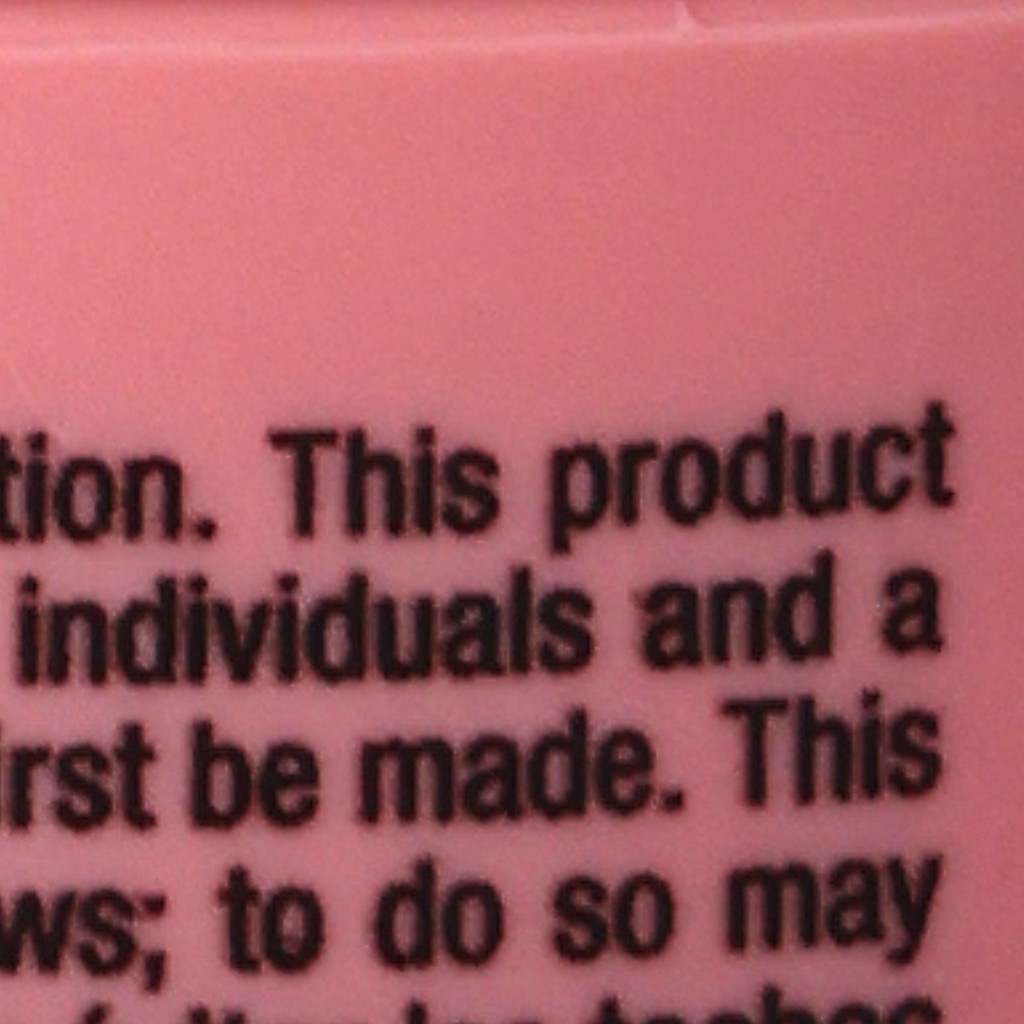 tion. This product
individuals and a
irst be made. This
ws; to do so may